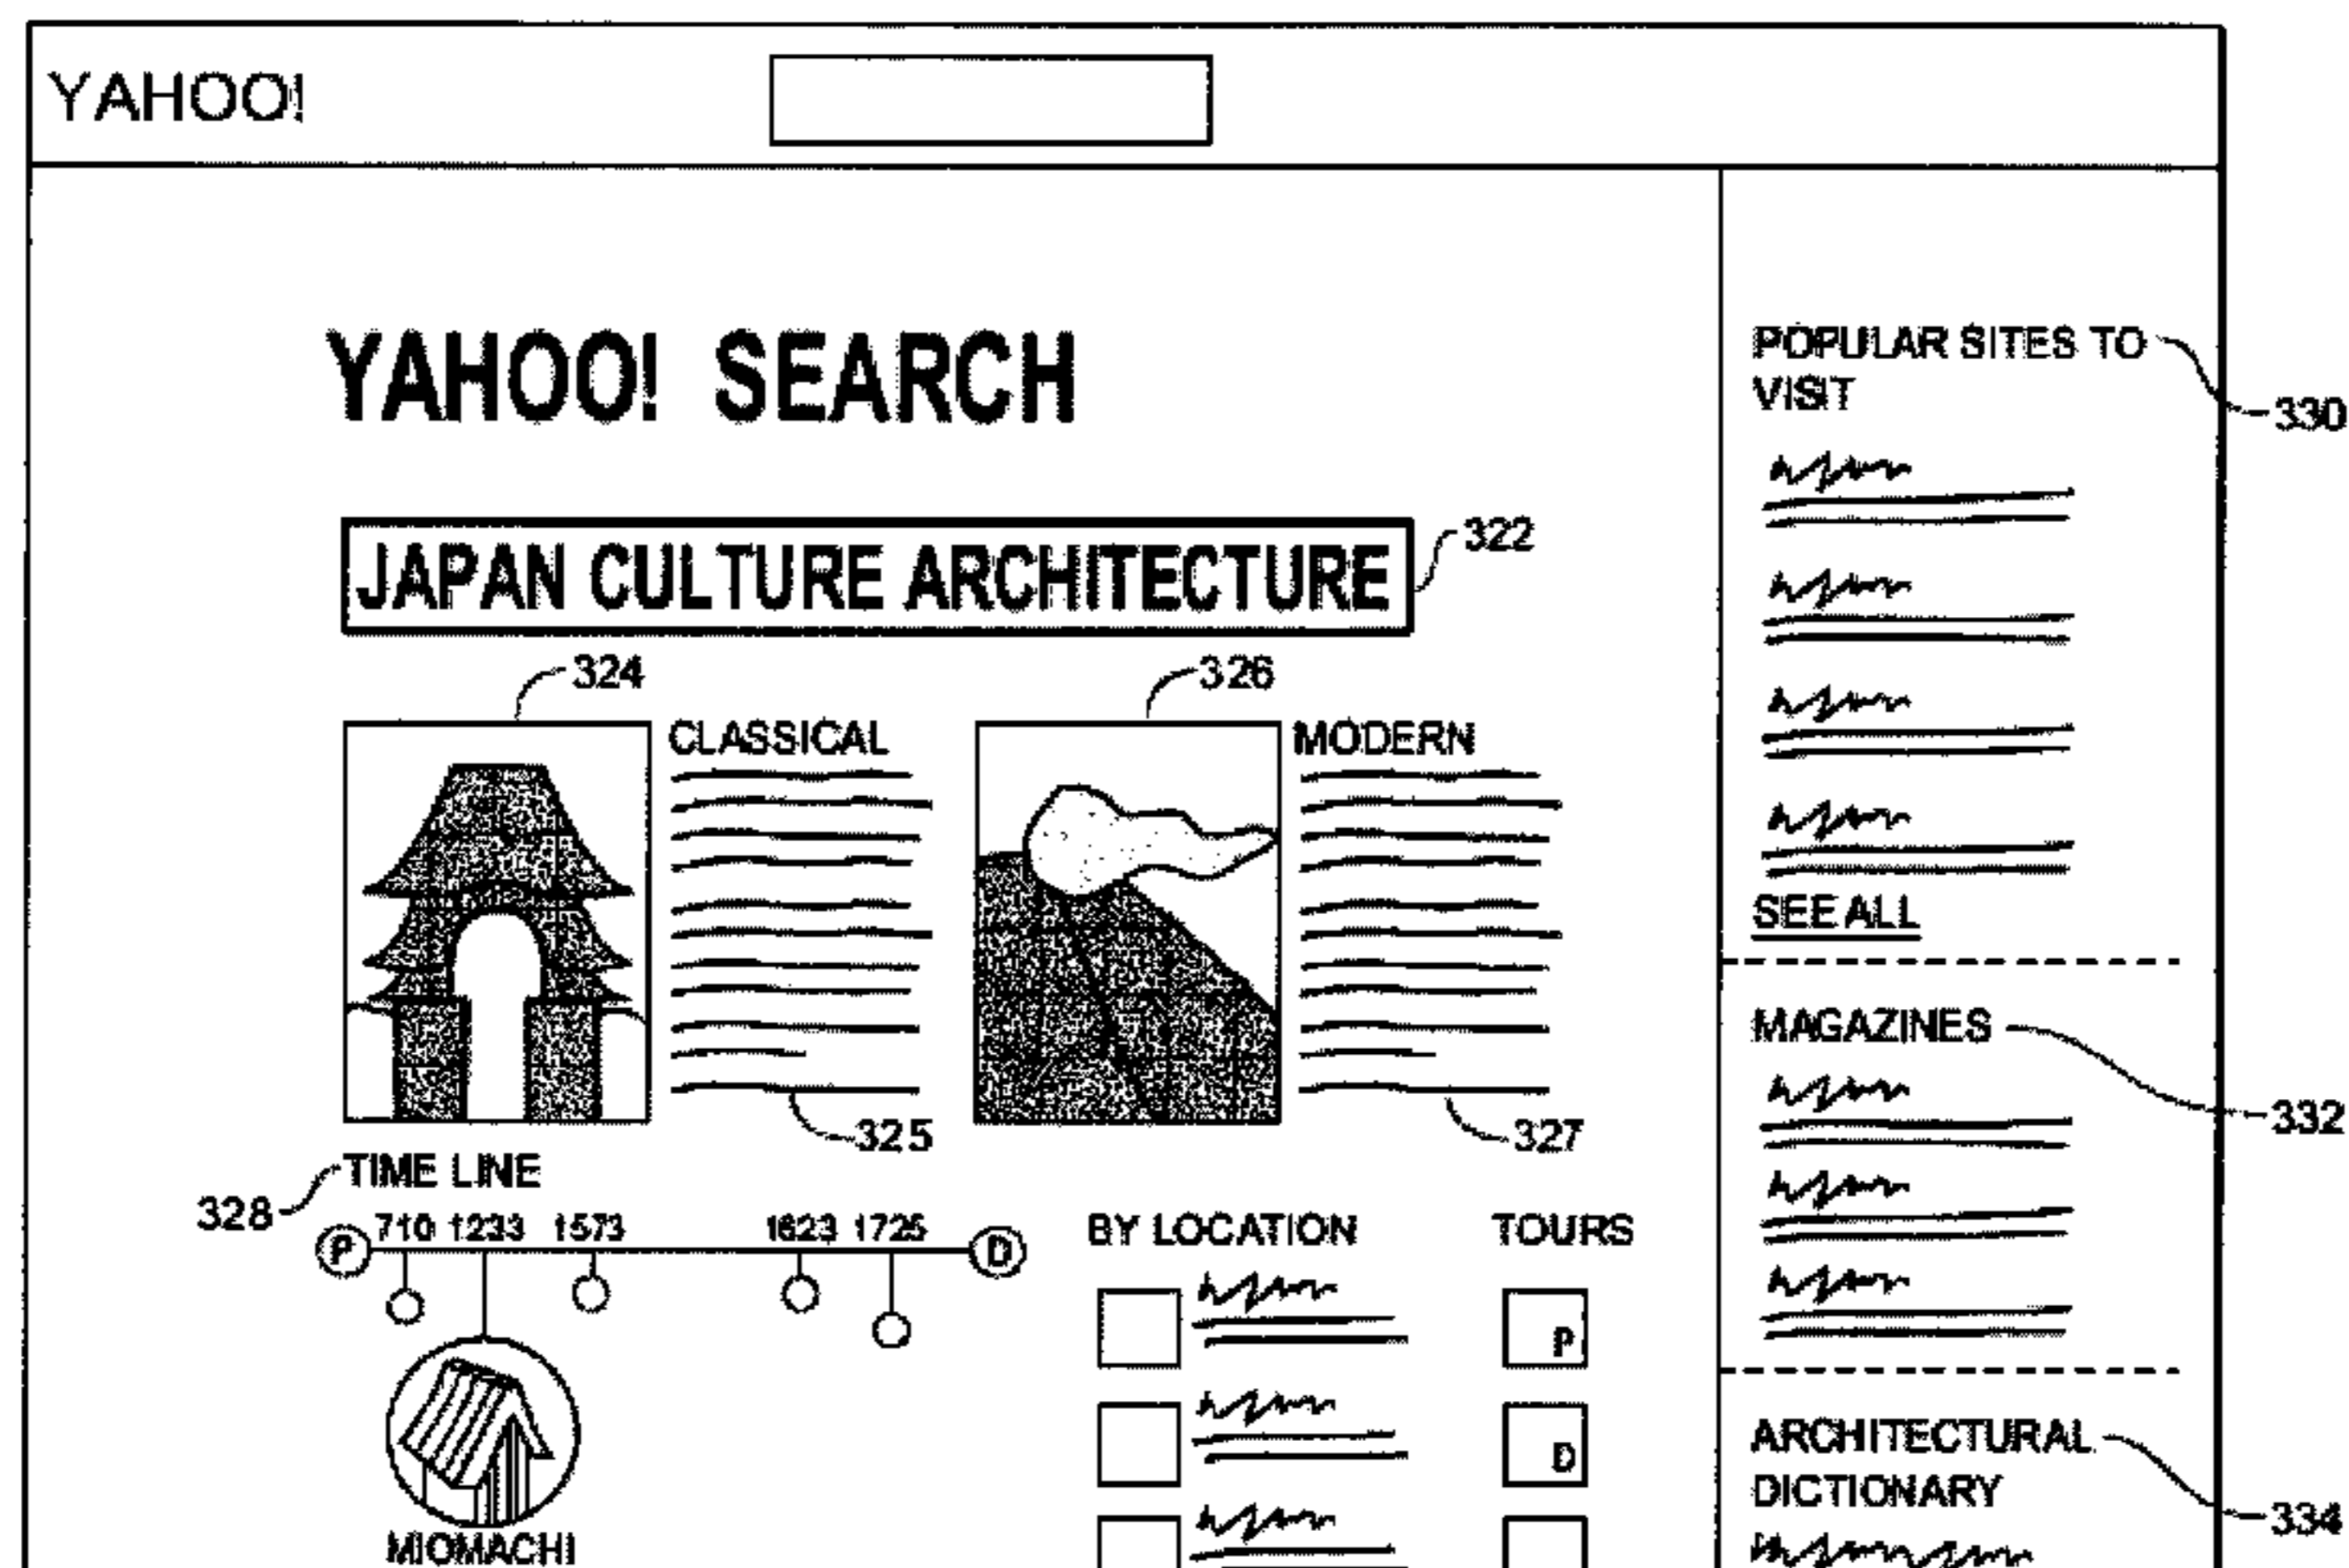 YAHOO!
YAHOO! SEARCH
JAPAN CULTURE ARCHITECTURE
322
324
326
CLASSICAL
MODERN
325
327
328
TIME LINE
P 710 1233 1573 1623 1725 D
MIOMACHI
BY LOCATION
TOURS
P
D
POPULAR SITES TO
VISIT
330
SEE ALL
MAGAZINES
332
ARCHITECTURAL
DICTIONARY
334